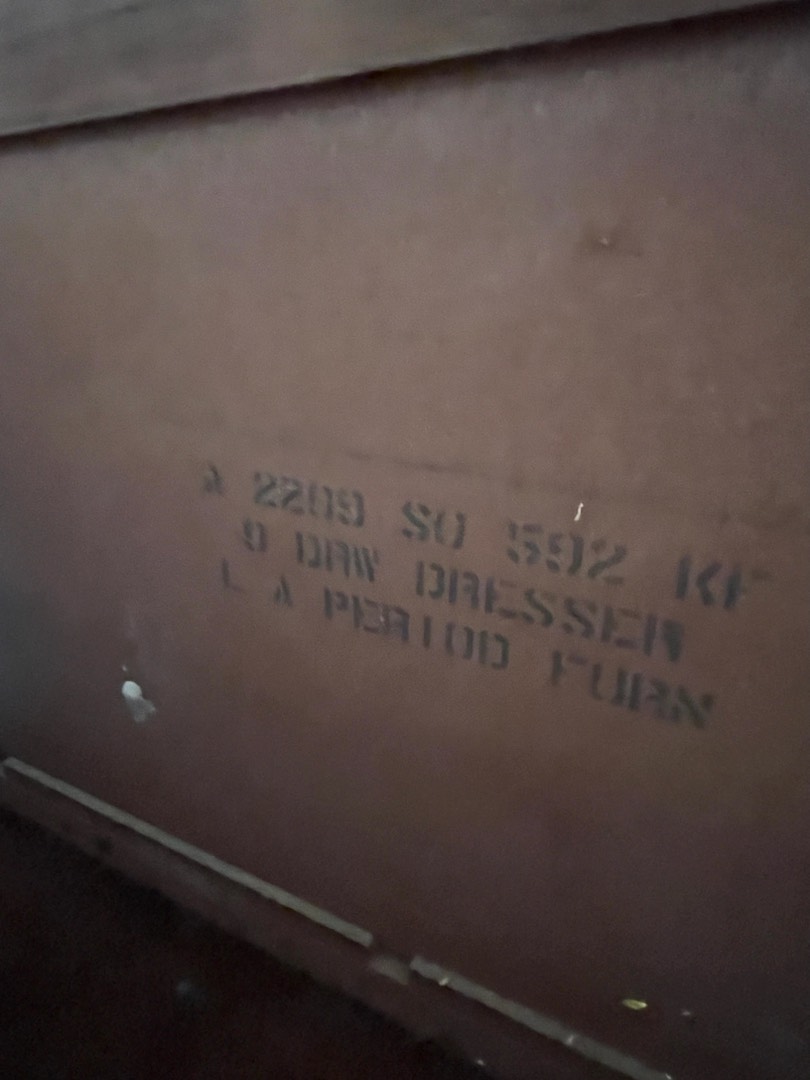 A 2209 SO 592 KF
9 DRW DRESSER
L A PERIOD FURN